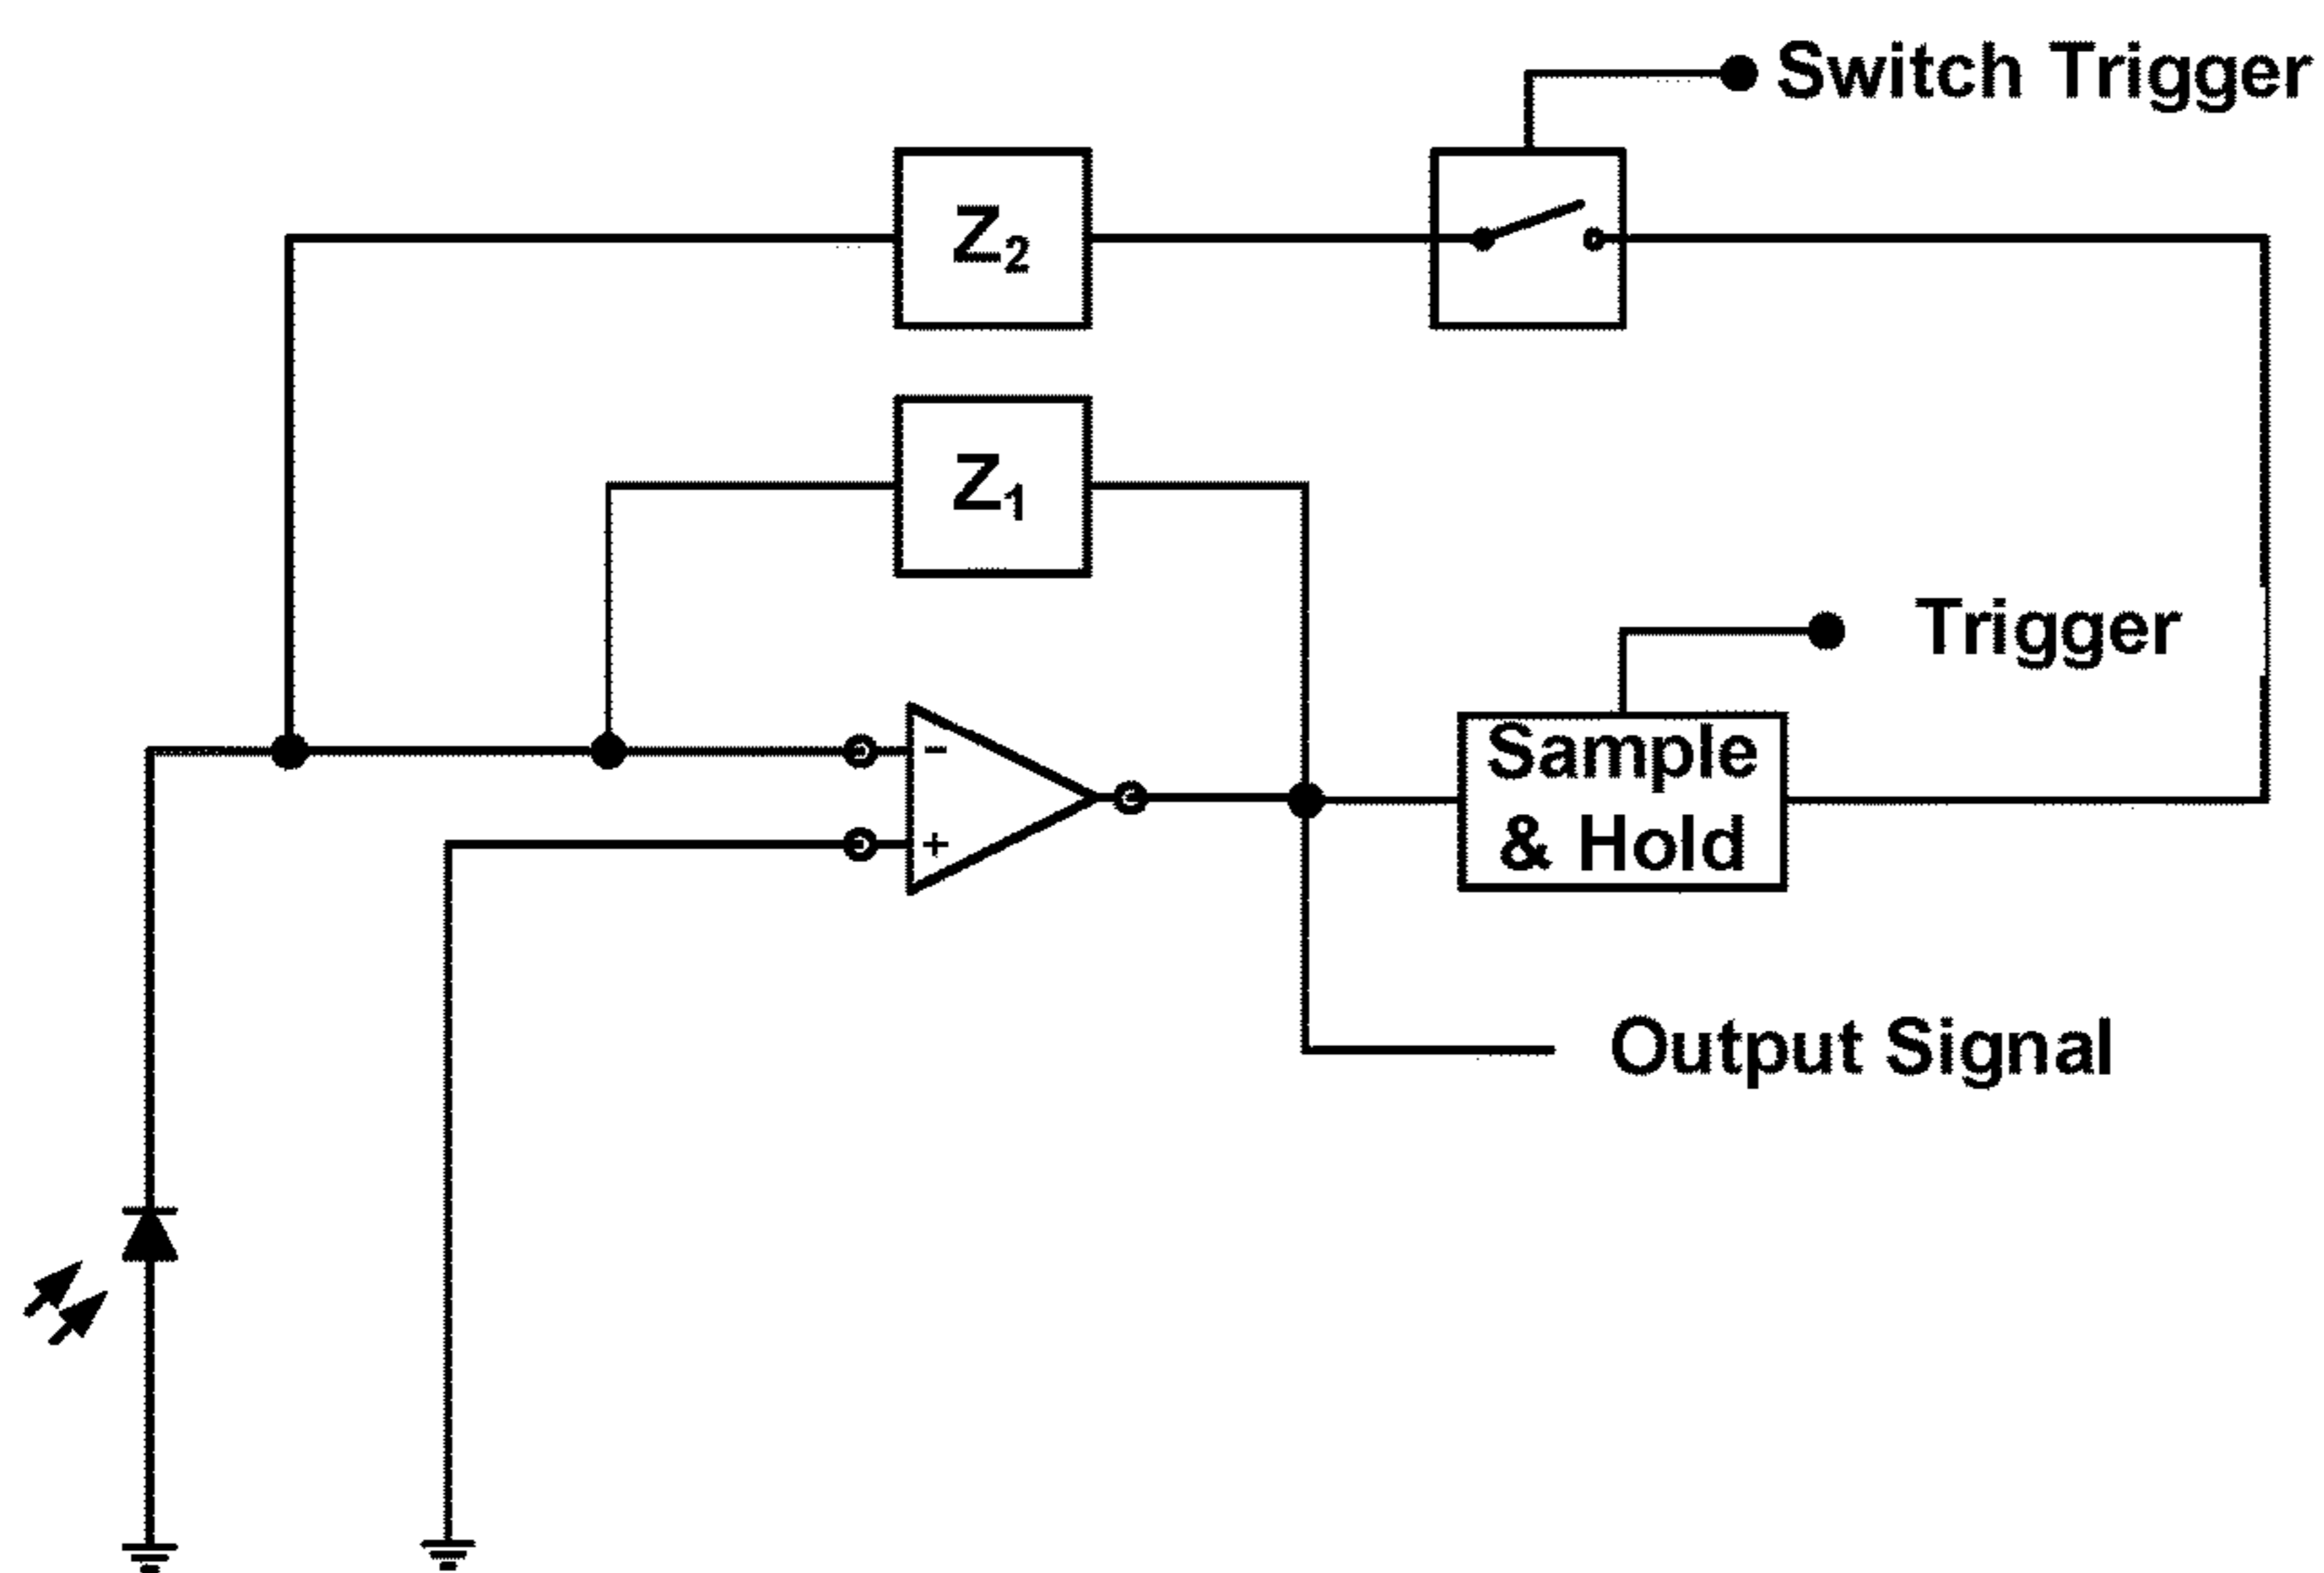 Switch Trigger
Z2
Z1
Trigger
-
+
Sample
& Hold
Output Signal